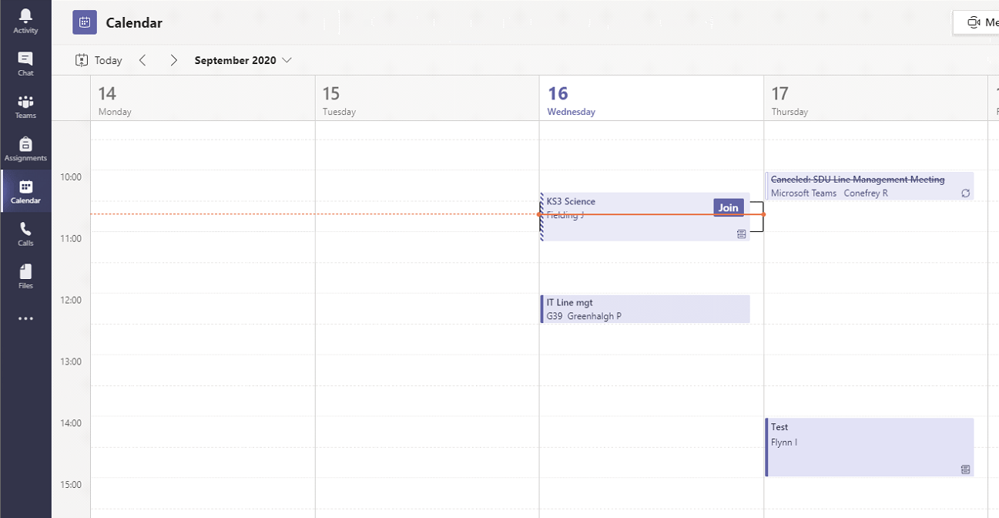 Activity
Chat
Teams
Assignments
Calendar
Calls
Files
Calendar
Me
Today
September 2020
14
Monday
15
Tuesday
16
Wednesday
17
Thursday
10:00
11:00
12:00
13:00
14:00
15:00
KS3 Science
Fielding J
Join
IT Line mgt
G39 Greenhalgh P
Canceled: SDU Line Management Meeting
Microsoft Teams Conefrey R
Test
Flynn I